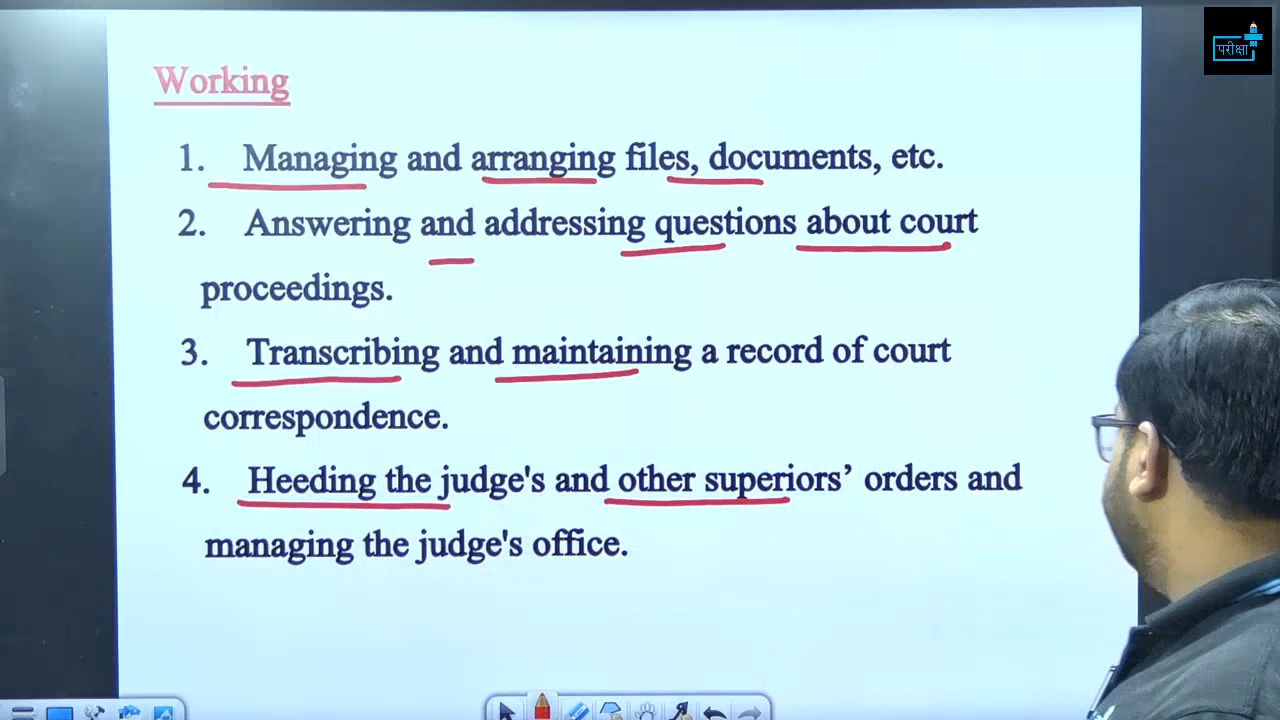 परीक्षा
Working
1. Managing and arranging files, documents, etc.
2. Answering and addressing questions about court
proceedings.
3. Transcribing and maintaining a record of court
correspondence.
4. Heeding the judge's and other superiors’ orders and
managing the judge's office.